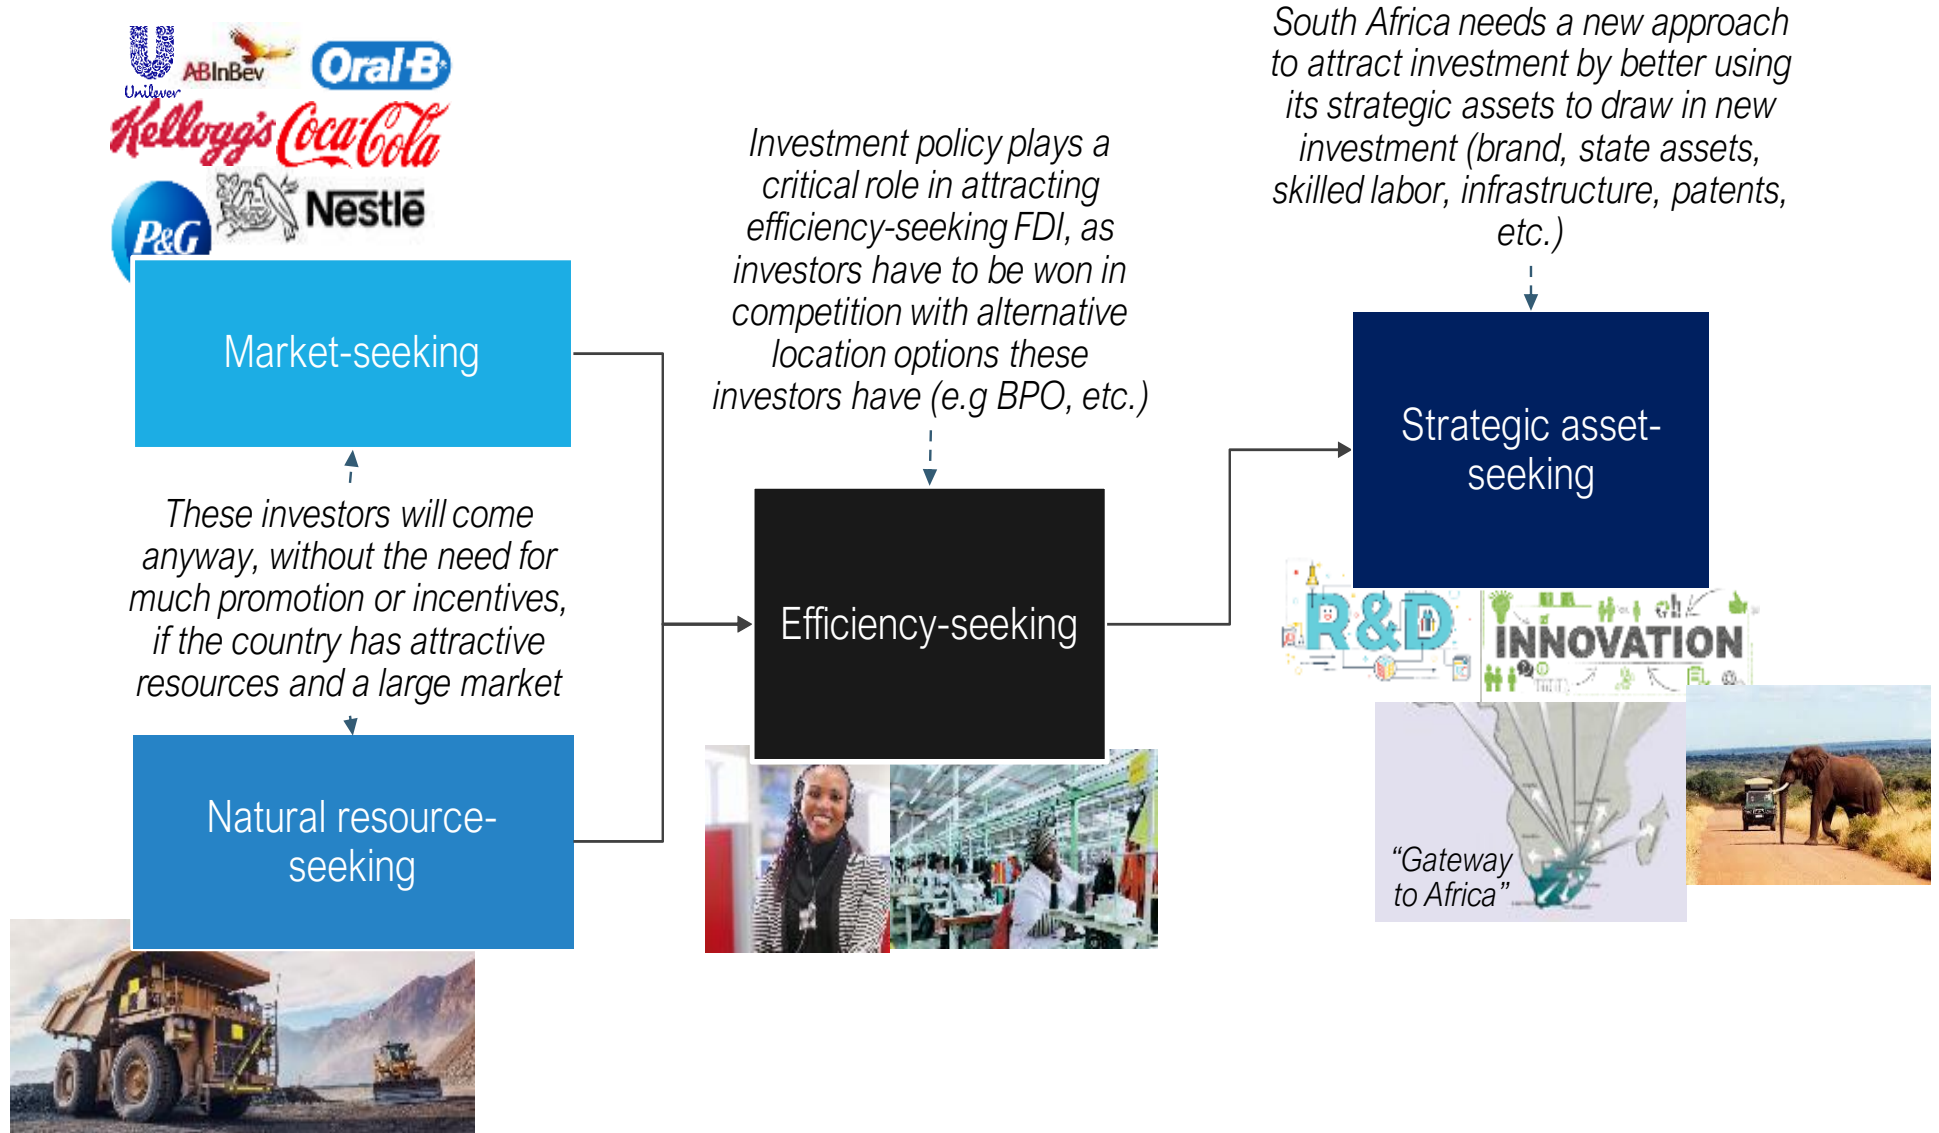 Unilever
ABInBev
Oral-B
Kellogg's
Coca-Cola
P&G
Nestlē
Market-seeking
These investors will come
anyway, without the need for
much promotion or incentives,
if the country has attractive
resources and a large market
Natural resource-
seeking
Investment policy plays a
critical role in attracting
efficiency-seeking FDI, as
investors have to be won in
competition with alternative
location options these
investors have (e.g BPO, etc.)
Efficiency-seeking
South Africa needs a new approach
to attract investment by better using
its strategic assets to draw in new
investment (brand, state assets,
skilled labor, infrastructure, patents,
etc.)
Strategic asset-
seeking
R&D
INNOVATION
“Gateway
to Africa”